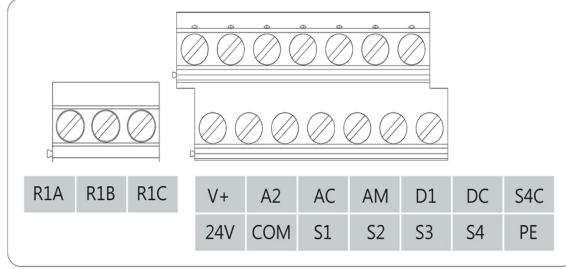 R1A R1B R1C V+ A2 AC AM D1 DC S4C
24V COM S1 S2 S3 S4 PE